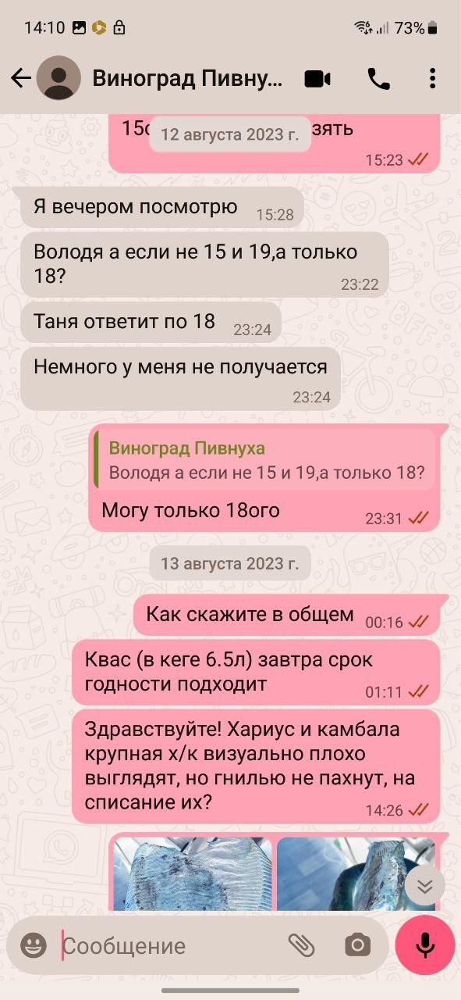 14:10 73%
Виноград Пивну...
15
12 августа 2023 г.
зять
15:23
Я вечером посмотрю 15:28
Володя а если не 15 и 19,а только
18?
23:22
Таня ответит по 18 23:24
Немного у меня не получается
23:24
Виноград Пивнуха
Володя а если не 15 и 19,а только 18?
Могу только 18ого 23:31
13 августа 2023 г.
Как скажите в общем 00:16
Квас (в кеге 6.5л) завтра срок
годности подходит
01:11
Здравствуйте! Хариус и камбала
крупная х/к визуально плохо
выглядят, но гнилью не пахнут, на
списание их?
14:26
Сообщение